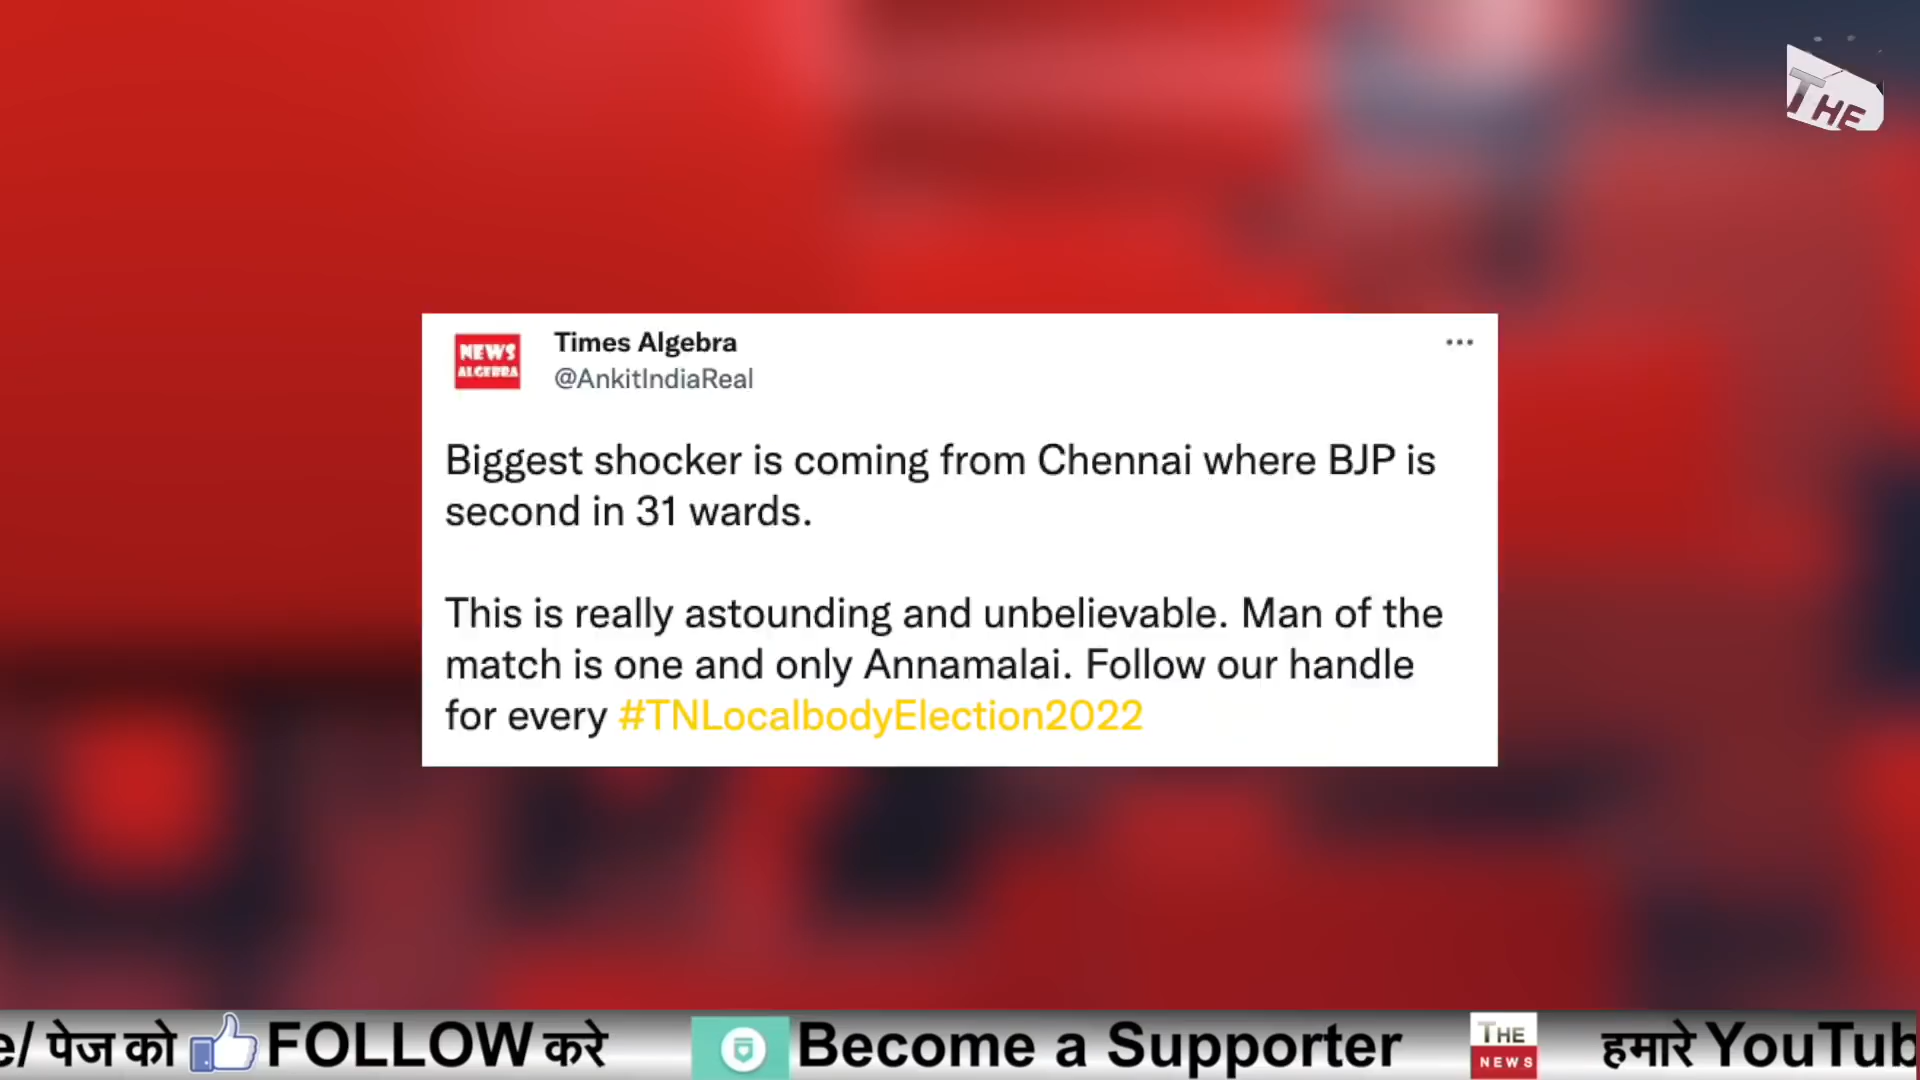 THE
NEWS
ALGEBRA
Times Algebra
@AnkitIndiaReal
Biggest shocker is coming from Chennai where BJP is
second in 31 wards.
This is really astounding and unbelievable. Man of the
match is one and only Annamalai. Follow our handle
for every #TNLocalbodyElection2022
e/ पेज को FOLLOW करे Become a Supporter THE NEWS हमारे YouTub